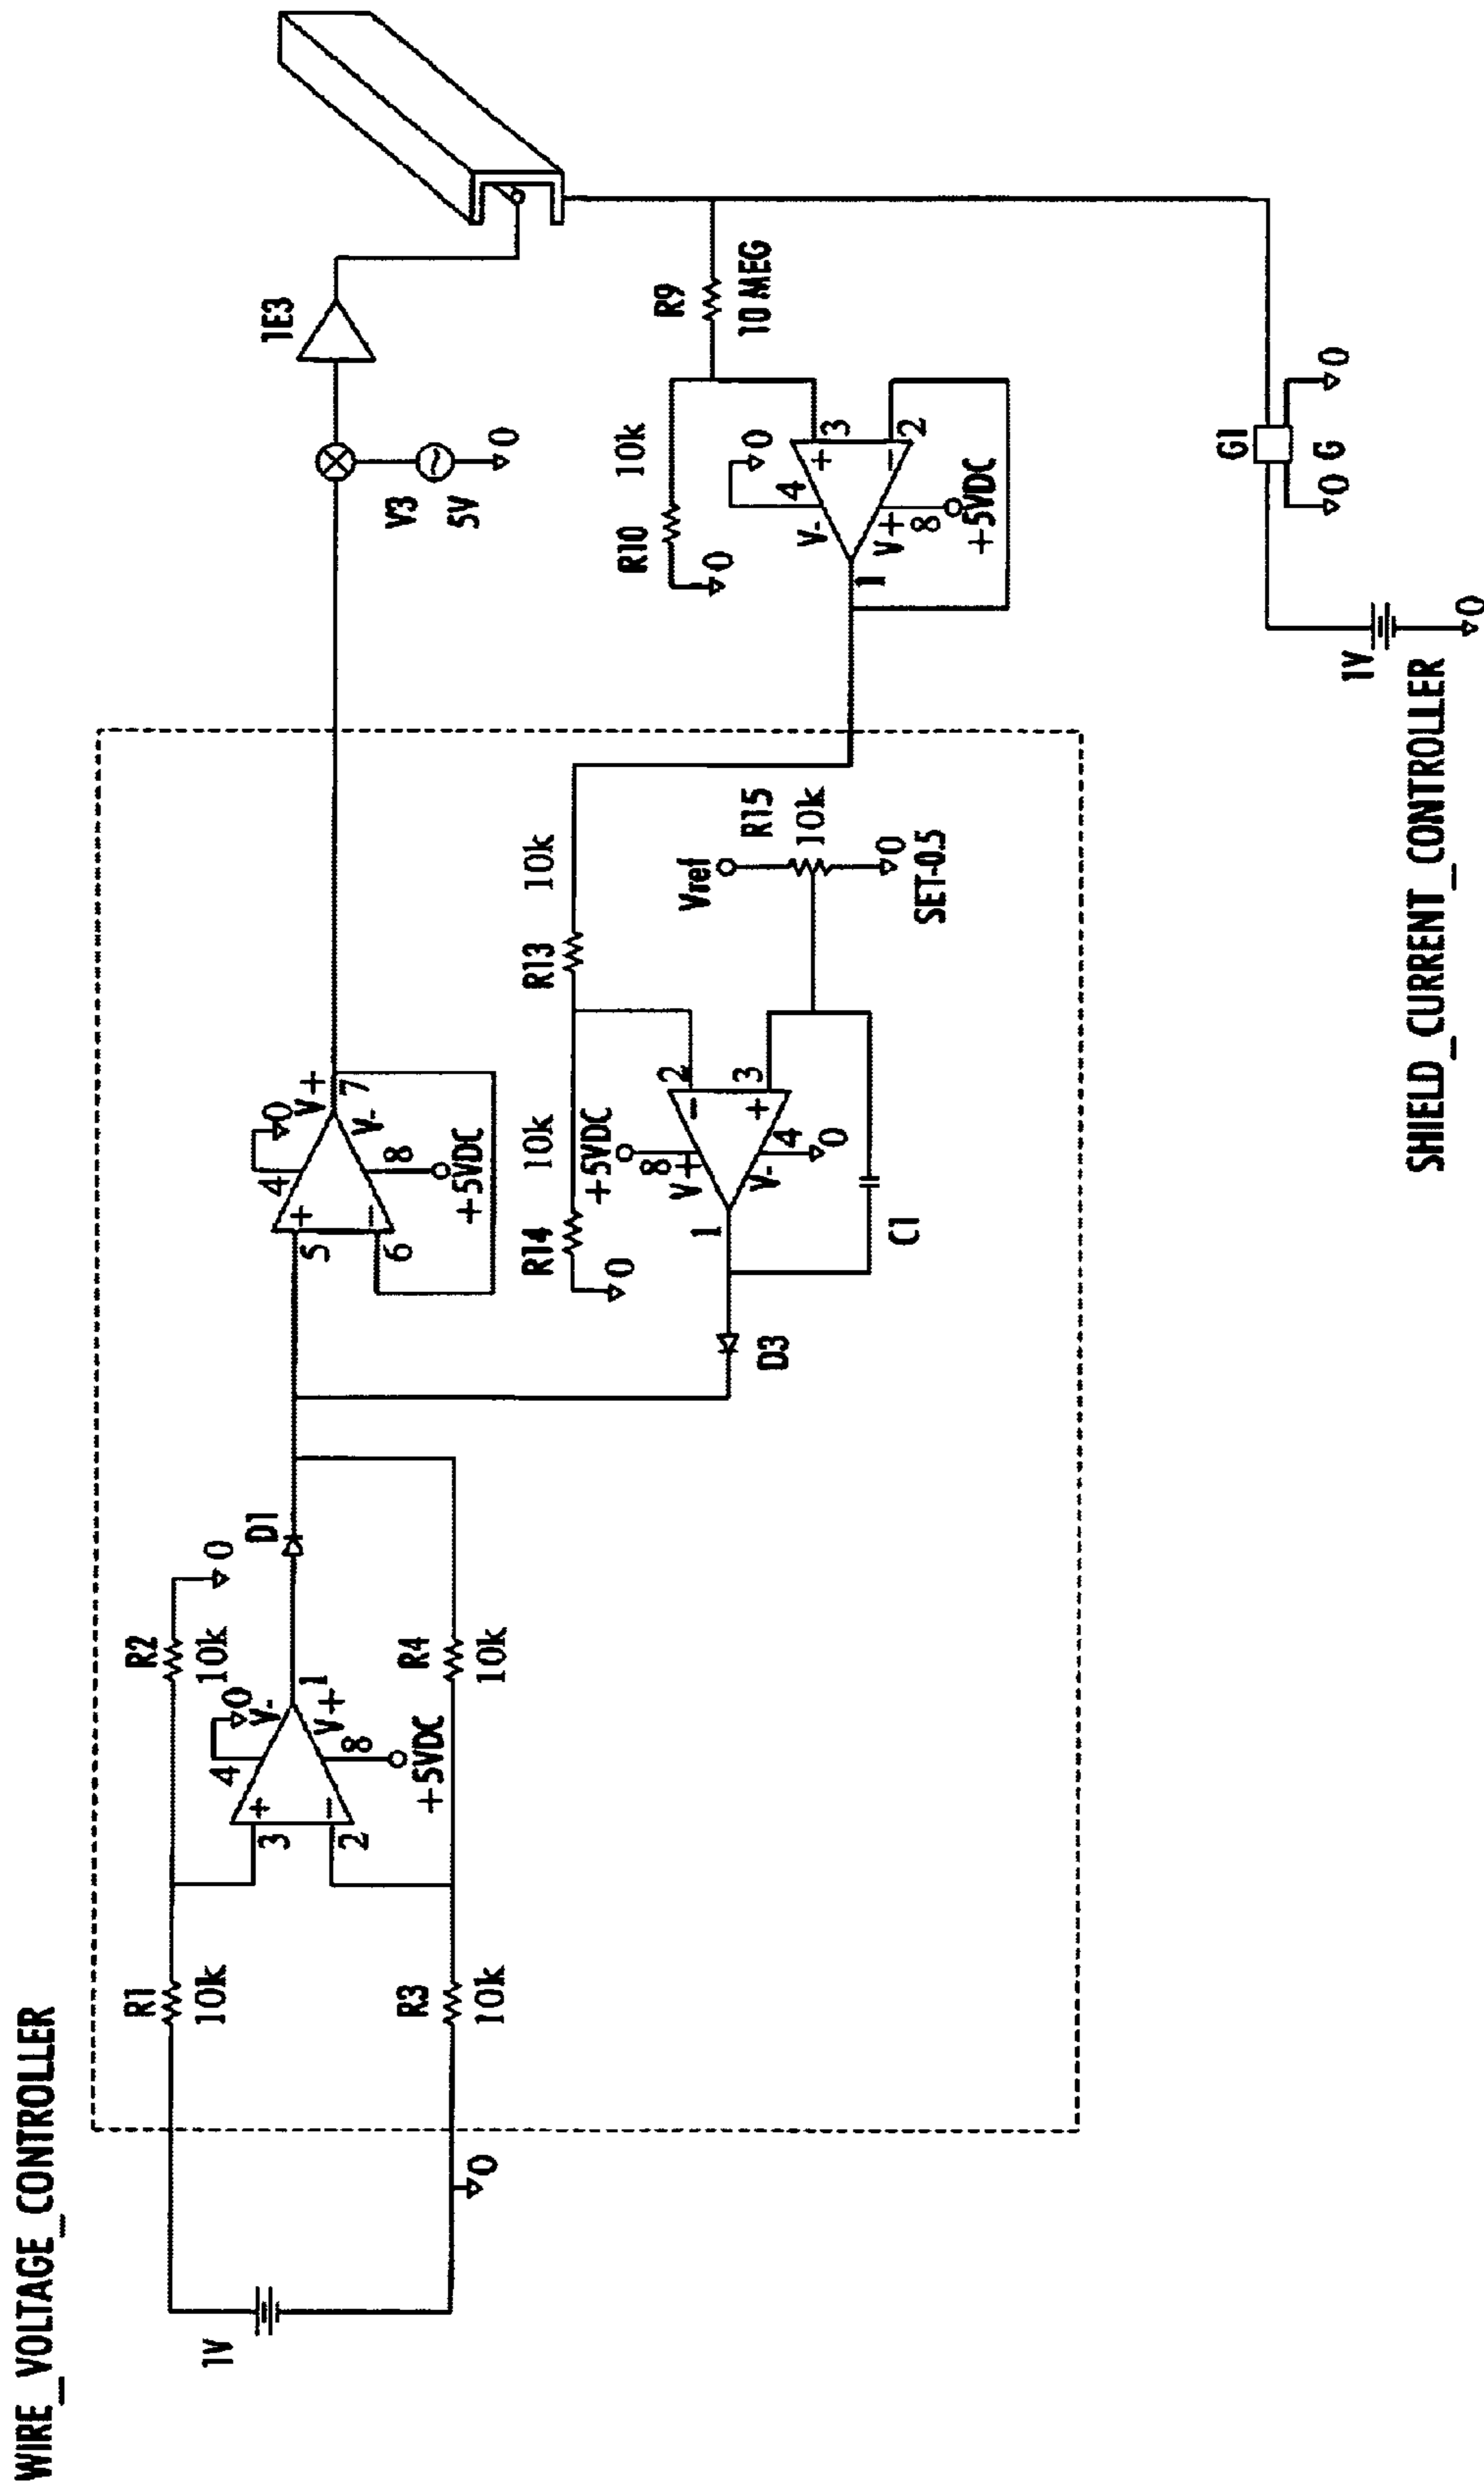 WIRE_VOLTAGE_CONTROLLER
1V
0
R1
10k
R2
10k
0
3
+
2
−
4
0
V-
1
V+
8
+5VDC
R3
10k
R4
10k
D1
5
+
6
−
4
0
V+
7
V-
8
+5VDC
D3
R14
10k
0
R13
10k
2
−
3
+
+5VDC
8
V+
1
V-
4
0
C1
Vref
R15
10k
0
SET-0.5
V3
5V
0
1E3
R9
10 MEG
R10
10k
0
3
+
2
−
4
0
V-
1
V+
8
+5VDC
G1
0
G
0
1V
0
SHIELD_CURRENT_CONTROLLER